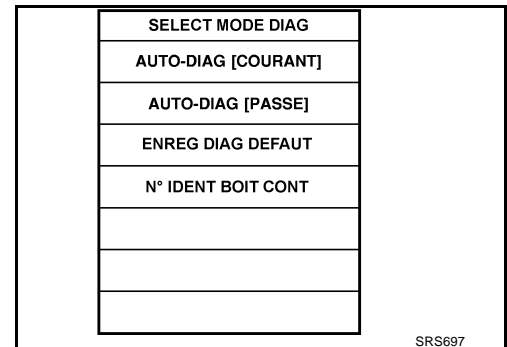 SELECT MODE DIAG
AUTO-DIAG [COURANT]
AUTO-DIAG [PASSE]
ENREG DIAG DEFAUT
N° IDENT BOIT CONT
SRS697